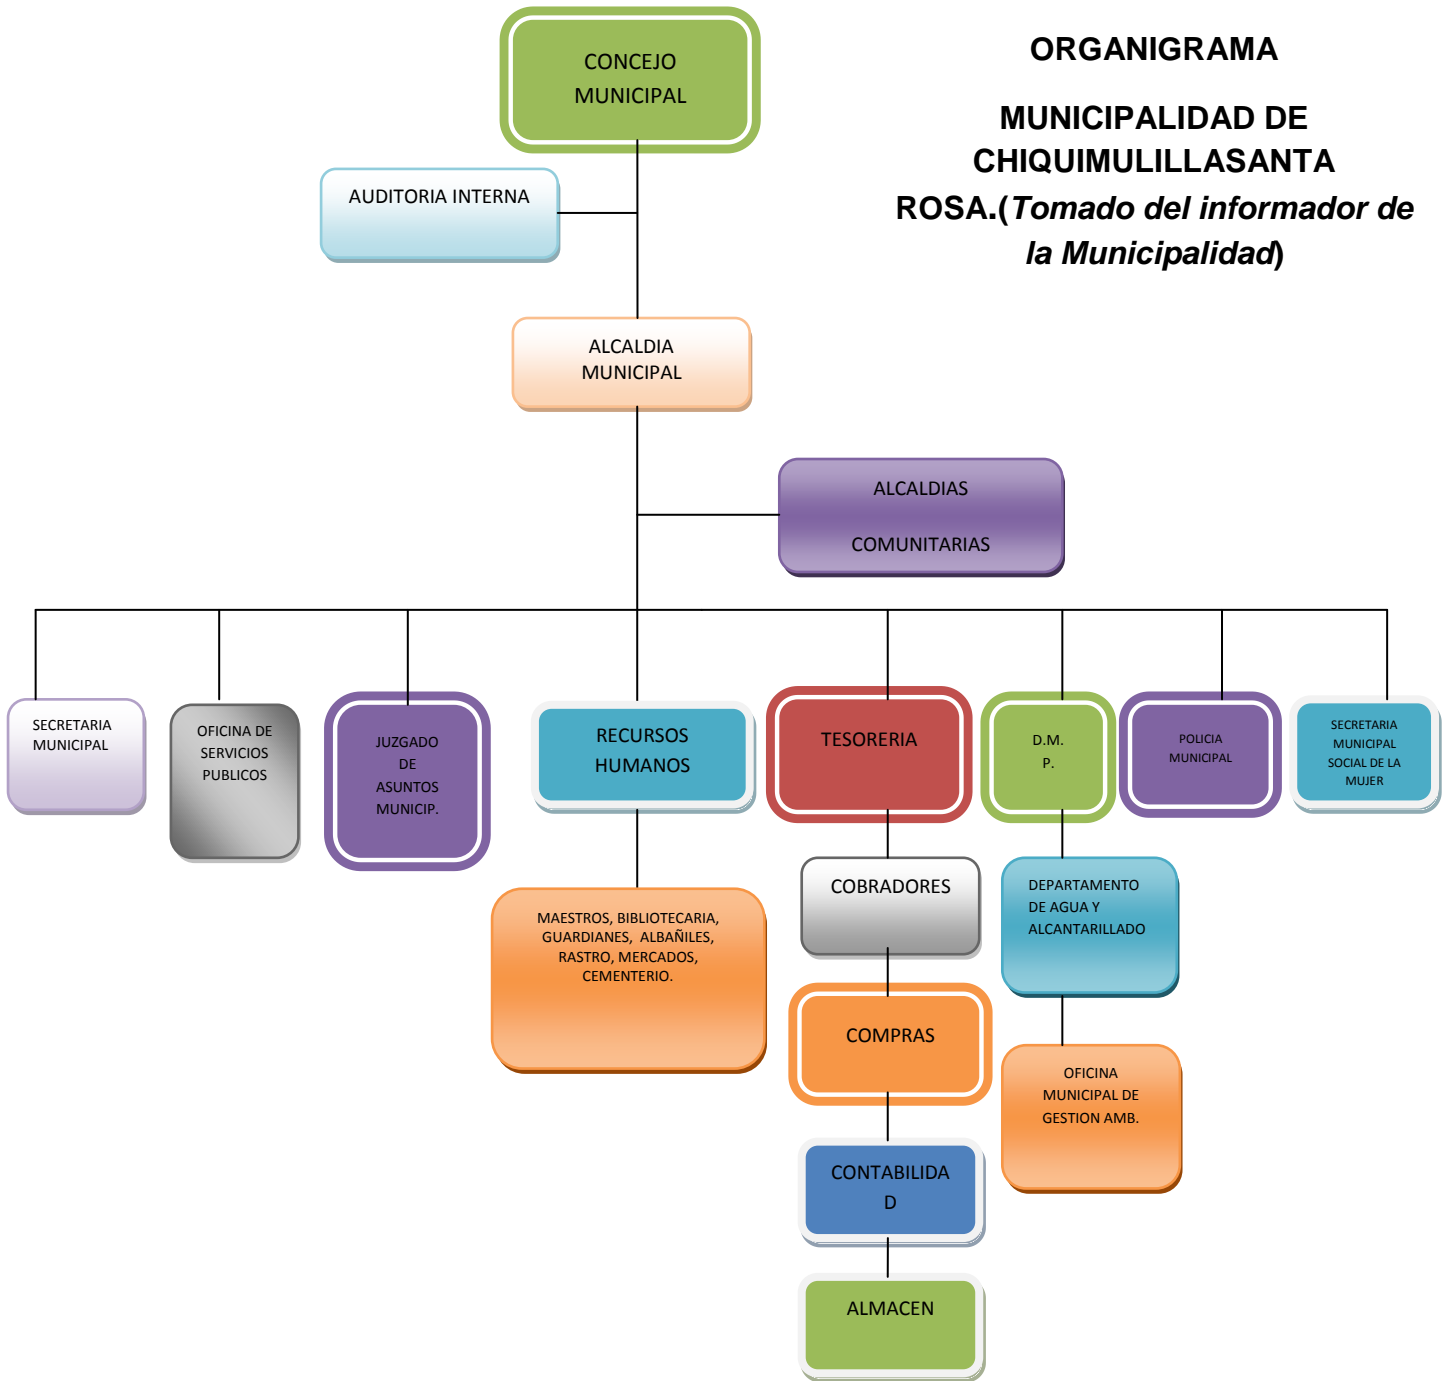 ORGANIGRAMA
MUNICIPALIDAD DE
CHIQUIMULILLASANTA
ROSA.(Tomado del informador de
la Municipalidad)
CONCEJO
MUNICIPAL
AUDITORIA INTERNA
ALCALDIA
MUNICIPAL
ALCALDIAS
COMUNITARIAS
SECRETARIA
MUNICIPAL
OFICINA DE
SERVICIOS
PUBLICOS
JUZGADO
DE
ASUNTOS
MUNICIP.
RECURSOS
HUMANOS
TESORERIA
D.M.
P.
POLICIA
MUNICIPAL
SECRETARIA
MUNICIPAL
SOCIAL DE LA
MUJER
MAESTROS, BIBLIOTECARIA,
GUARDIANES, ALBAÑILES,
RASTRO, MERCADOS,
CEMENTERIO.
COBRADORES
DEPARTAMENTO
DE AGUA Y
ALCANTARILLADO
COMPRAS
OFICINA
MUNICIPAL DE
GESTION AMB.
CONTABILIDA
D
ALMACEN